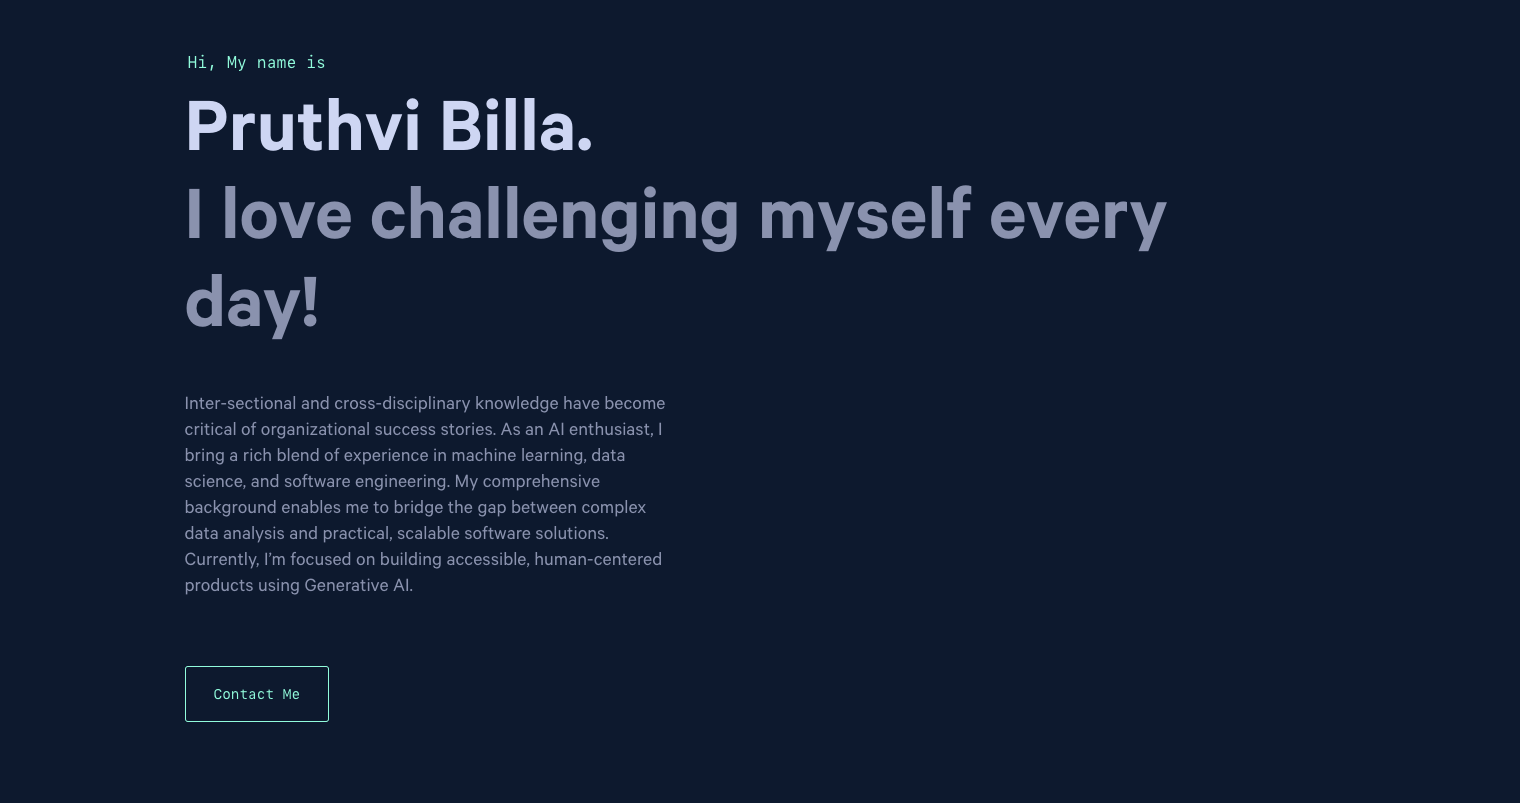 Hi, My name is
Pruthvi Billa.
I love challenging myself every
day!
Inter-sectional and cross-disciplinary knowledge have become
critical of organizational success stories. As an AI enthusiast, I
bring a rich blend of experience in machine learning, data
science, and software engineering. My comprehensive
background enables me to bridge the gap between complex
data analysis and practical, scalable software solutions.
Currently, I’m focused on building accessible, human-centered
products using Generative AI.
Contact Me